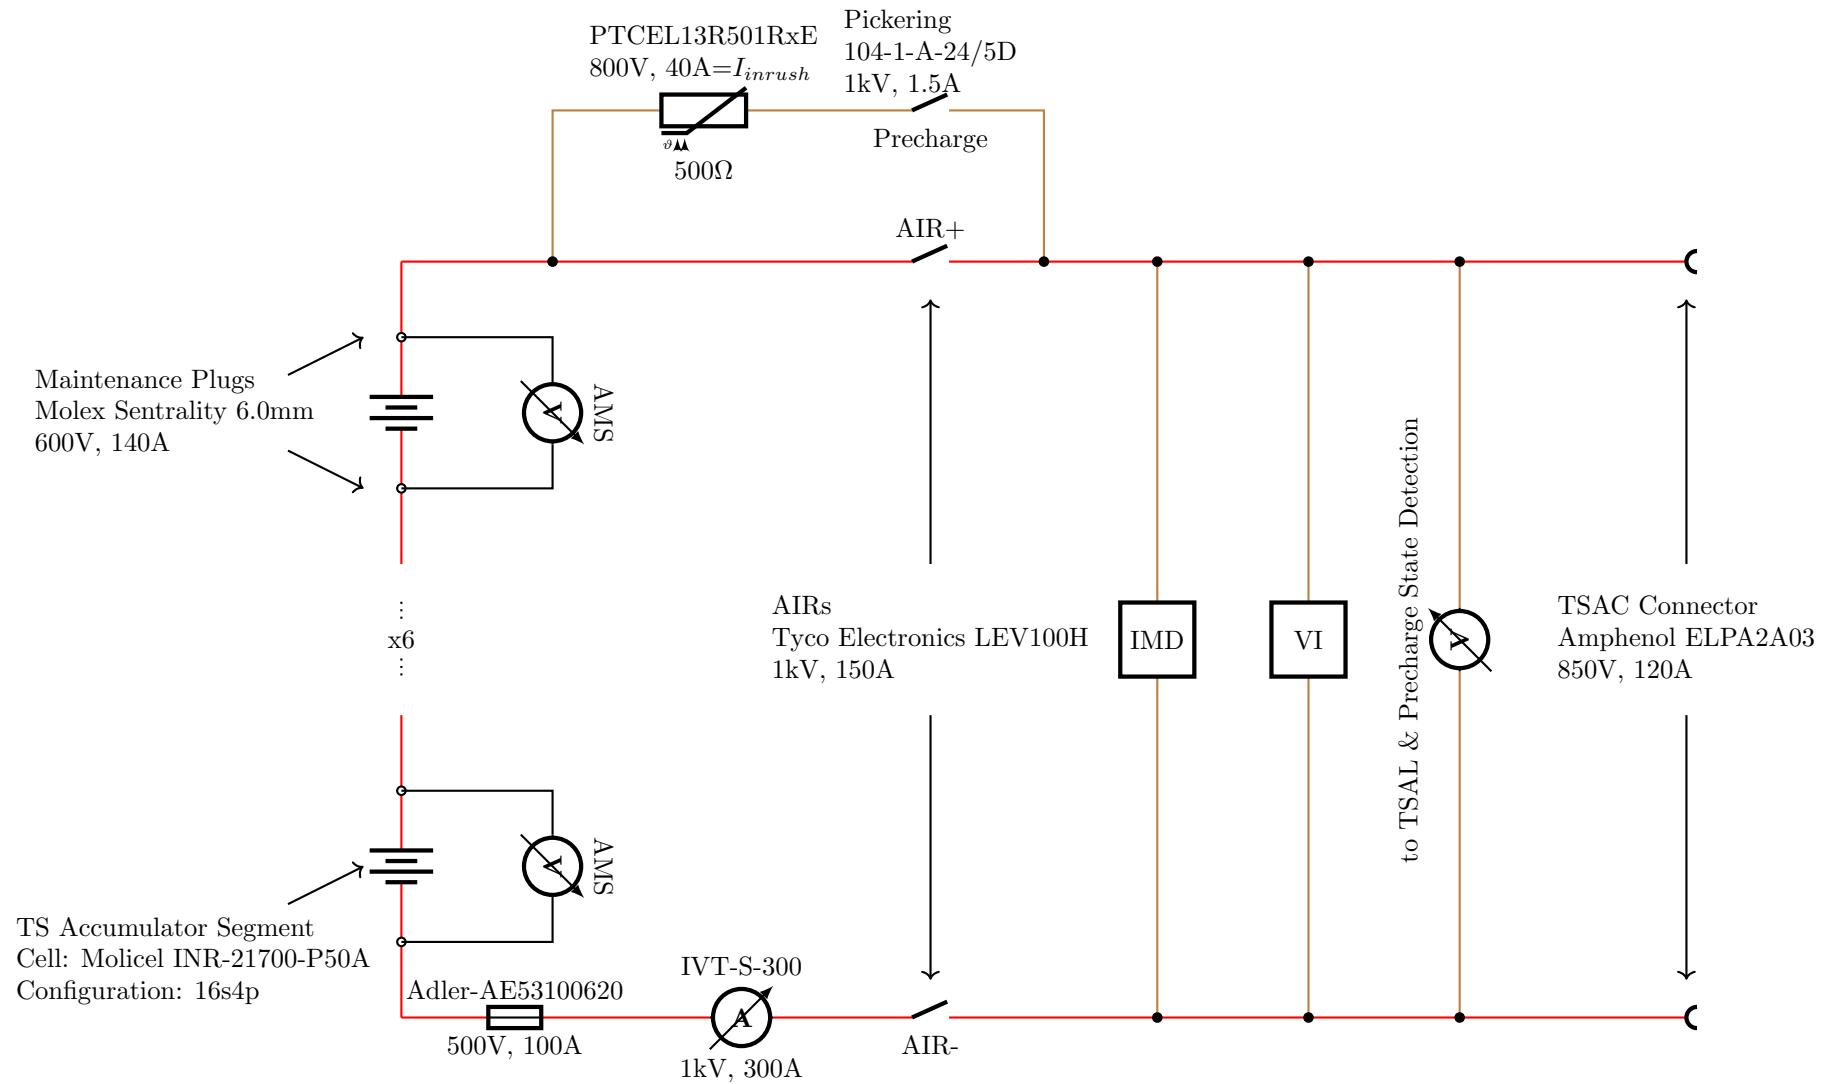 Pickering
104-1-A-24/5D
1kV, 1.5A
PTCEL13R501RxE
800V, 40A=I_{inrush}
Precharge
ϑ
500Ω
AIR+
Maintenance Plugs
Molex Sentrality 6.0mm
600V, 140A
V
AMS
to TSAL & Precharge State Detection
⋮
x6
⋮
AIRs
Tyco Electronics LEV100H
1kV, 150A
IMD
VI
V
TSAC Connector
Amphenol ELPA2A03
850V, 120A
V
AMS
TS Accumulator Segment
Cell: Molicel INR-21700-P50A
Configuration: 16s4p
Adler-AE53100620
500V, 100A
IVT-S-300
A
1kV, 300A
AIR-